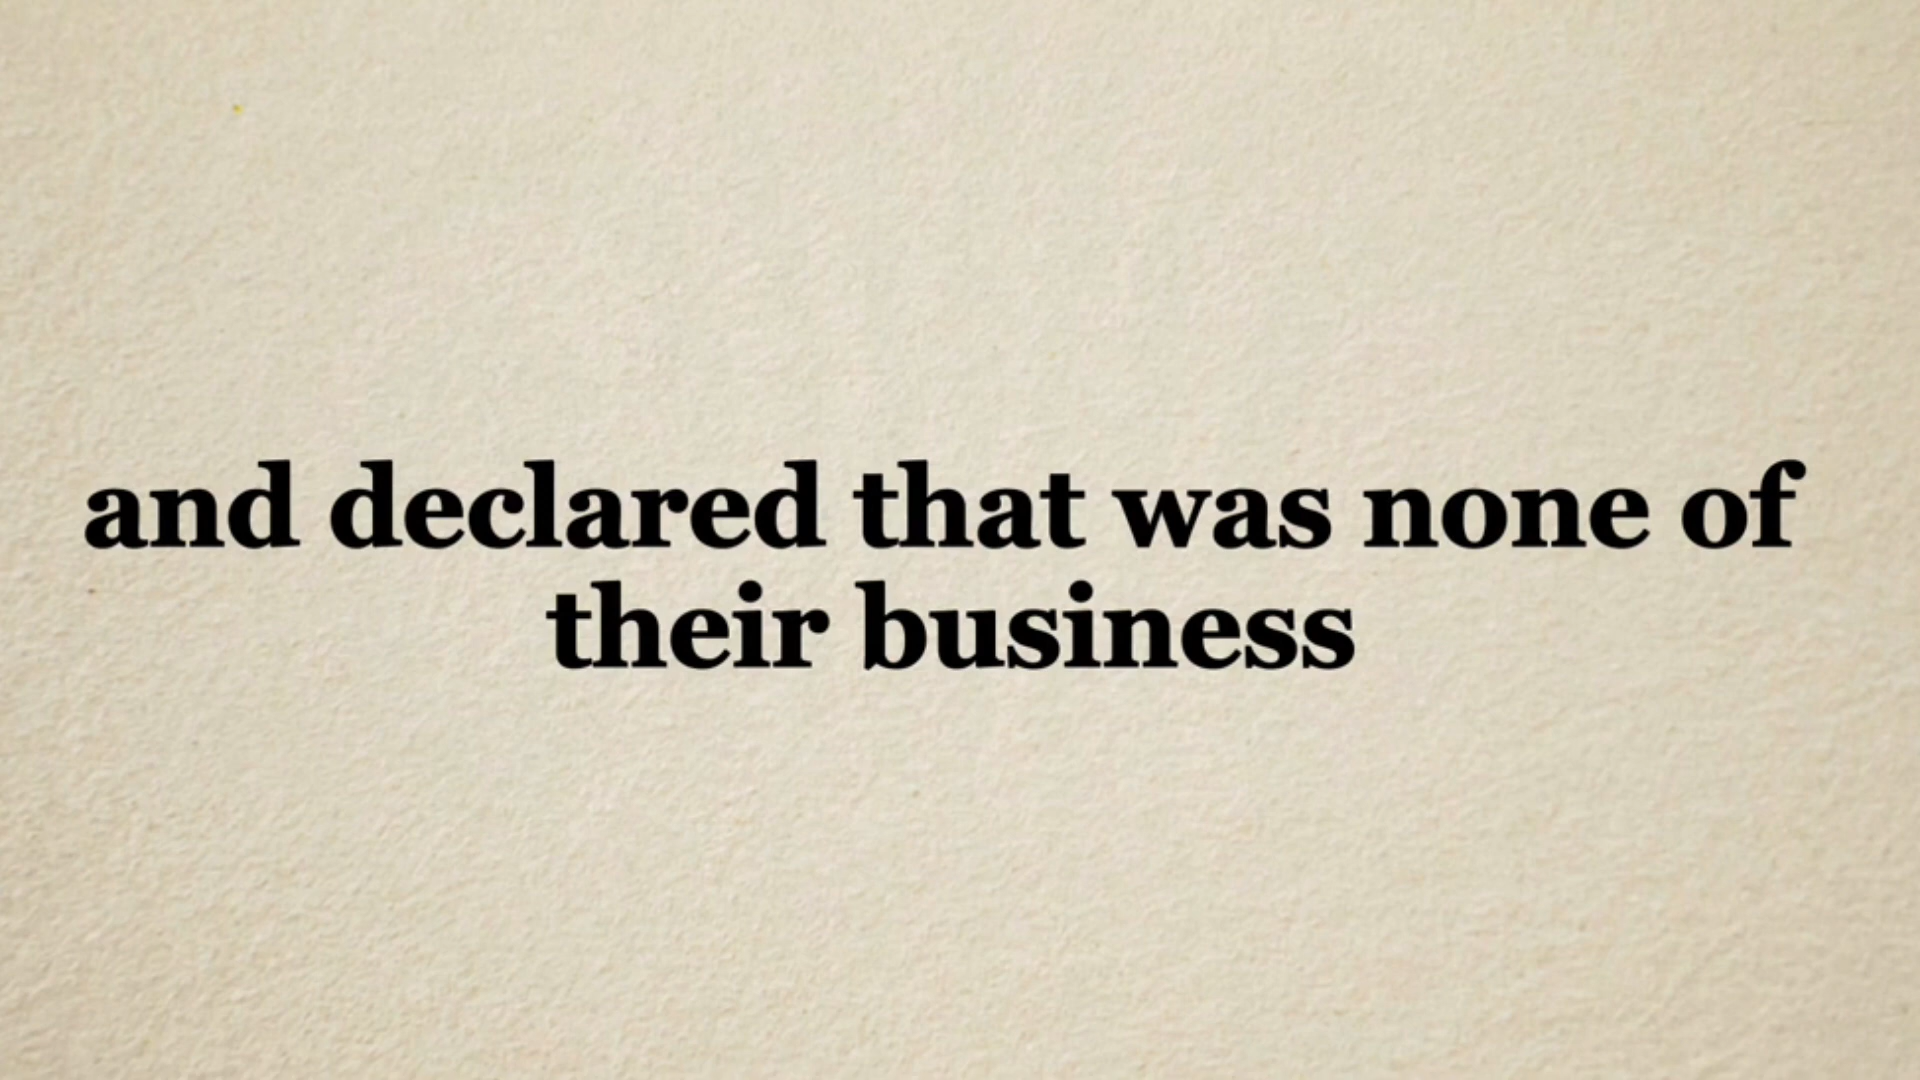 and declared that was none of
their business